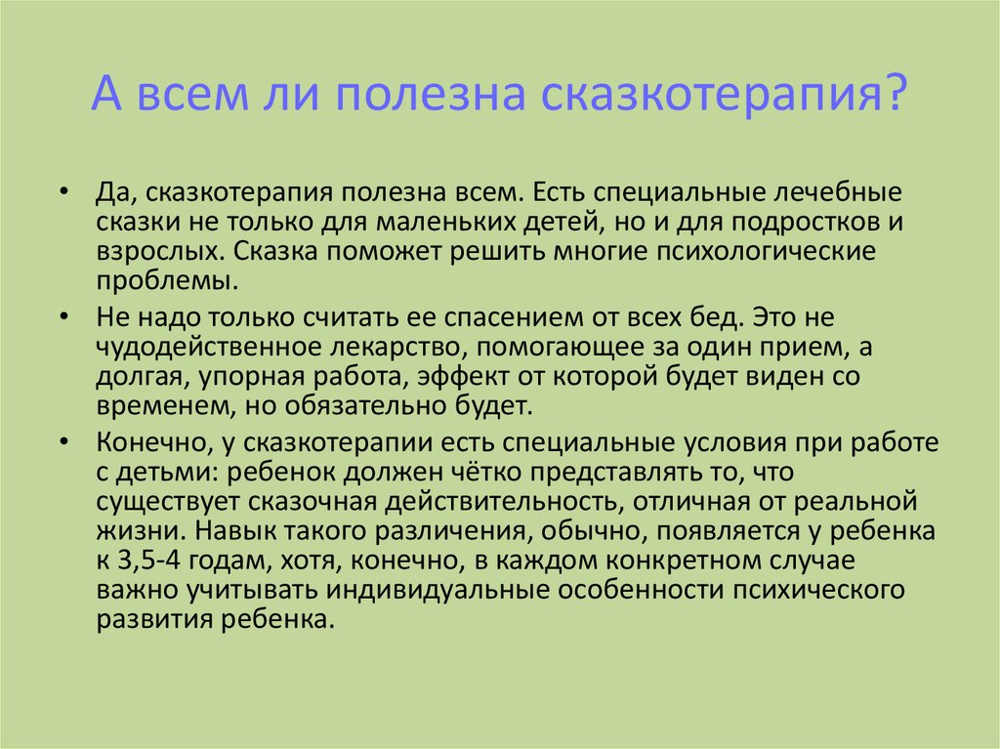 А всем ли полезна сказкотерапия?
• Да, сказкотерапия полезна всем. Есть специальные лечебные
сказки не только для маленьких детей, но и для подростков и
взрослых. Сказка поможет решить многие психологические
проблемы.
• Не надо только считать ее спасением от всех бед. Это не
чудодейственное лекарство, помогающее за один прием, а
долгая, упорная работа, эффект от которой будет виден со
временем, но обязательно будет.
• Конечно, у сказкотерапии есть специальные условия при работе
с детьми: ребенок должен чётко представлять то, что
существует сказочная действительность, отличная от реальной
жизни. Навык такого различения, обычно, появляется у ребенка
к 3,5-4 годам, хотя, конечно, в каждом конкретном случае
важно учитывать индивидуальные особенности психического
развития ребенка.